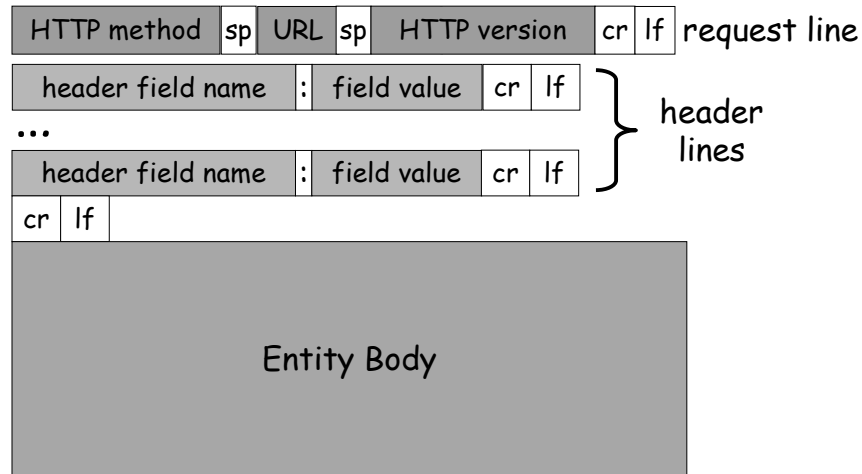 HTTP method sp URL sp HTTP version cr lf request line
header field name : field value cr lf
...
header lines
header field name : field value cr lf
cr lf
Entity Body